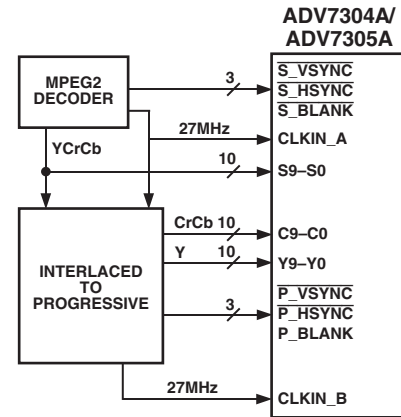 ADV7304A/
ADV7305A
MPEG2
DECODER
3
S_VSYNC
S_HSYNC
S_BLANK
27MHz
CLKIN_A
YCrCb
10
S9–S0
INTERLACED
TO
PROGRESSIVE
CrCb 10
C9–C0
Y 10
Y9–Y0
3
P_VSYNC
P_HSYNC
P_BLANK
27MHz
CLKIN_B